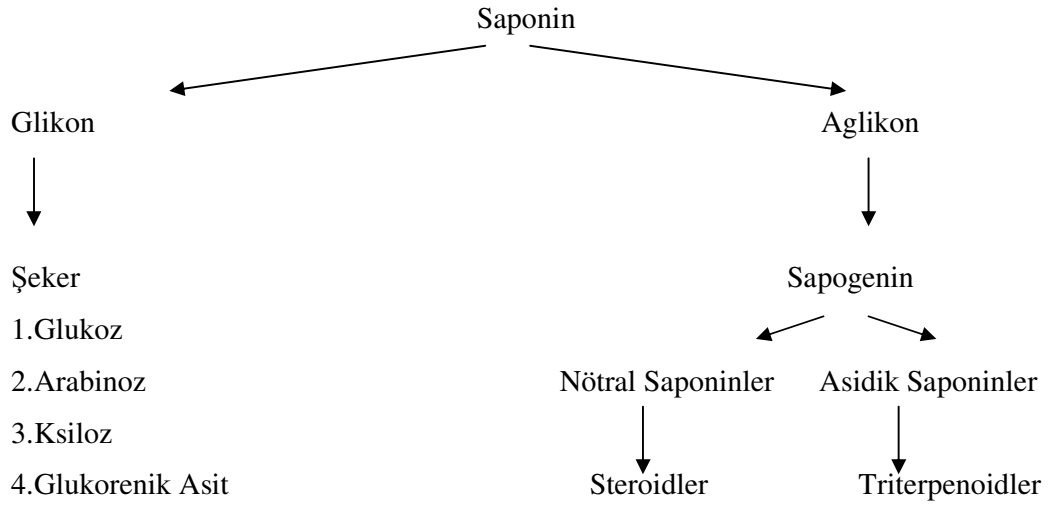 Saponin
Glikon Aglikon
Şeker Sapogenin
1.Glukoz
2.Arabinoz Nötral Saponinler Asidik Saponinler
3.Ksiloz
4.Glukorenik Asit Steroidler Triterpenoidler